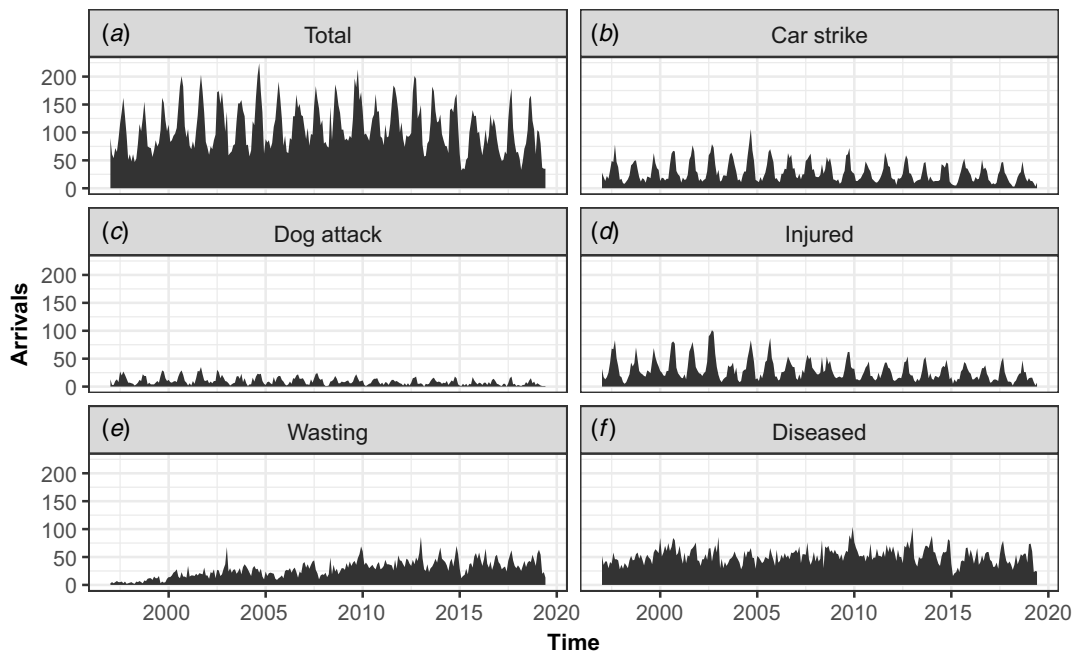 (a) Total
(b) Car strike
200
150
100
50
0
(c) Dog attack
(d) Injured
Arrivals
200
150
100
50
0
(e) Wasting
(f) Diseased
200
150
100
50
0
2000 2005 2010 2015 2020
2000 2005 2010 2015 2020
Time